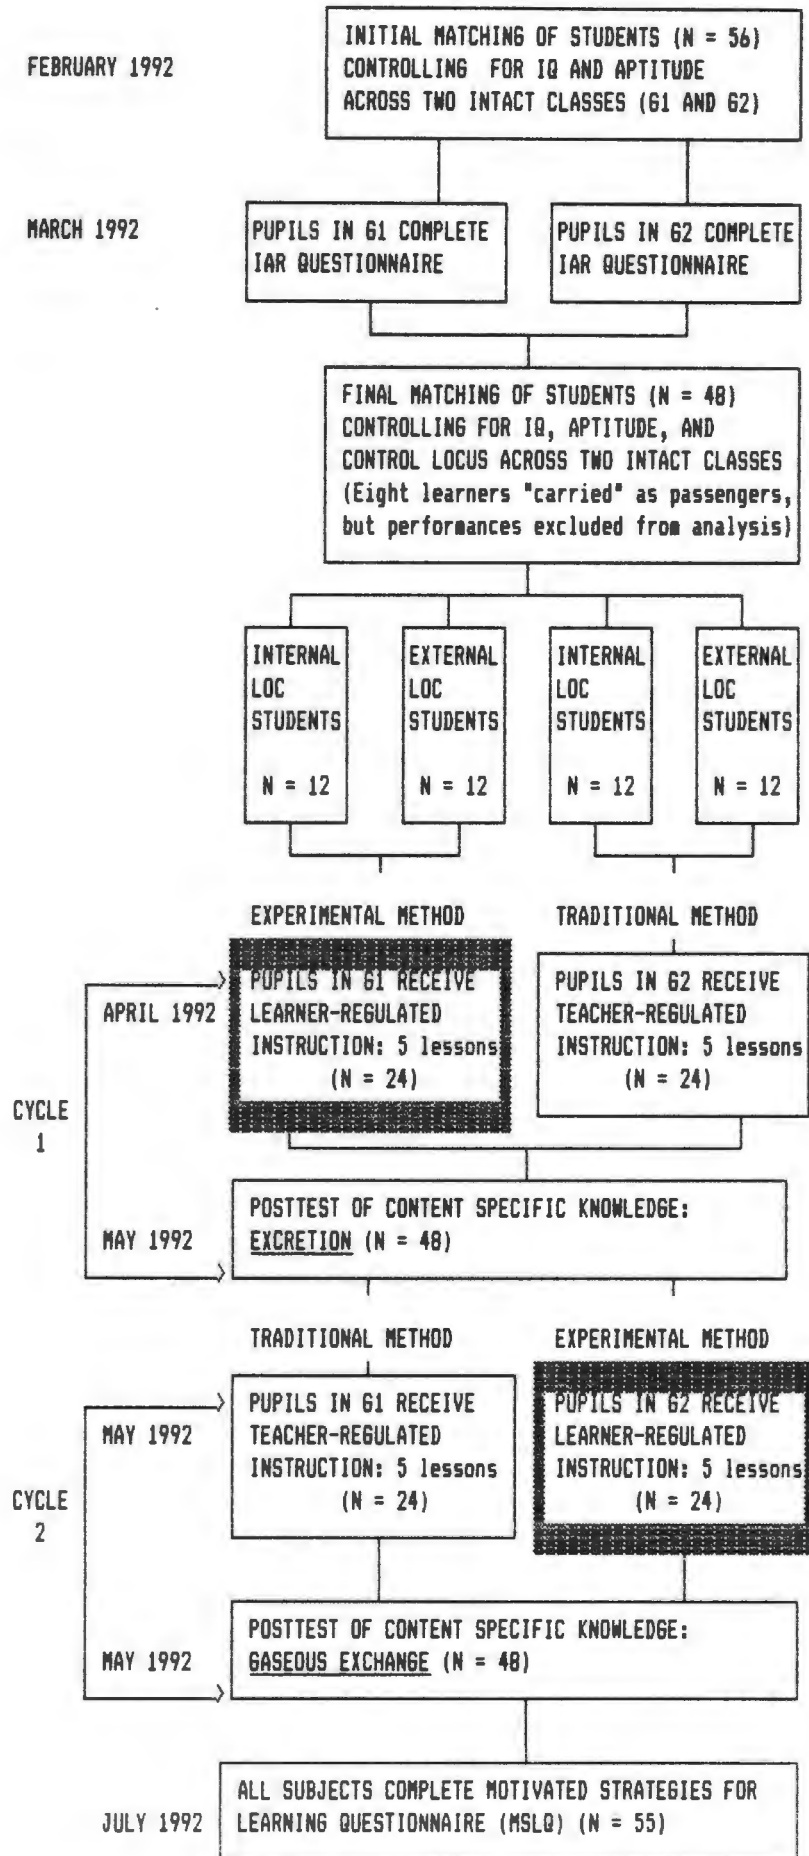 FEBRUARY 1992
INITIAL MATCHING OF STUDENTS (N = 56)
CONTROLLING FOR IQ AND APTITUDE
ACROSS TWO INTACT CLASSES (G1 AND G2)
MARCH 1992
PUPILS IN G1 COMPLETE
IAR QUESTIONNAIRE
PUPILS IN G2 COMPLETE
IAR QUESTIONNAIRE
FINAL MATCHING OF STUDENTS (N = 48)
CONTROLLING FOR IQ, APTITUDE, AND
CONTROL LOCUS ACROSS TWO INTACT CLASSES
(Eight learners "carried" as passengers,
but performances excluded from analysis)
INTERNAL
LOC
STUDENTS
N = 12
EXTERNAL
LOC
STUDENTS
N = 12
INTERNAL
LOC
STUDENTS
N = 12
EXTERNAL
LOC
STUDENTS
N = 12
CYCLE
1
EXPERIMENTAL METHOD
TRADITIONAL METHOD
APRIL 1992
PUPILS IN G1 RECEIVE
LEARNER-REGULATED
INSTRUCTION: 5 lessons
(N = 24)
PUPILS IN G2 RECEIVE
TEACHER-REGULATED
INSTRUCTION: 5 lessons
(N = 24)
MAY 1992
POSTTEST OF CONTENT SPECIFIC KNOWLEDGE:
EXCRETION (N = 48)
CYCLE
2
TRADITIONAL METHOD
EXPERIMENTAL METHOD
MAY 1992
PUPILS IN G1 RECEIVE
TEACHER-REGULATED
INSTRUCTION: 5 lessons
(N = 24)
PUPILS IN G2 RECEIVE
LEARNER-REGULATED
INSTRUCTION: 5 lessons
(N = 24)
MAY 1992
POSTTEST OF CONTENT SPECIFIC KNOWLEDGE:
GASEOUS EXCHANGE (N = 48)
JULY 1992
ALL SUBJECTS COMPLETE MOTIVATED STRATEGIES FOR
LEARNING QUESTIONNAIRE (MSLQ) (N = 55)